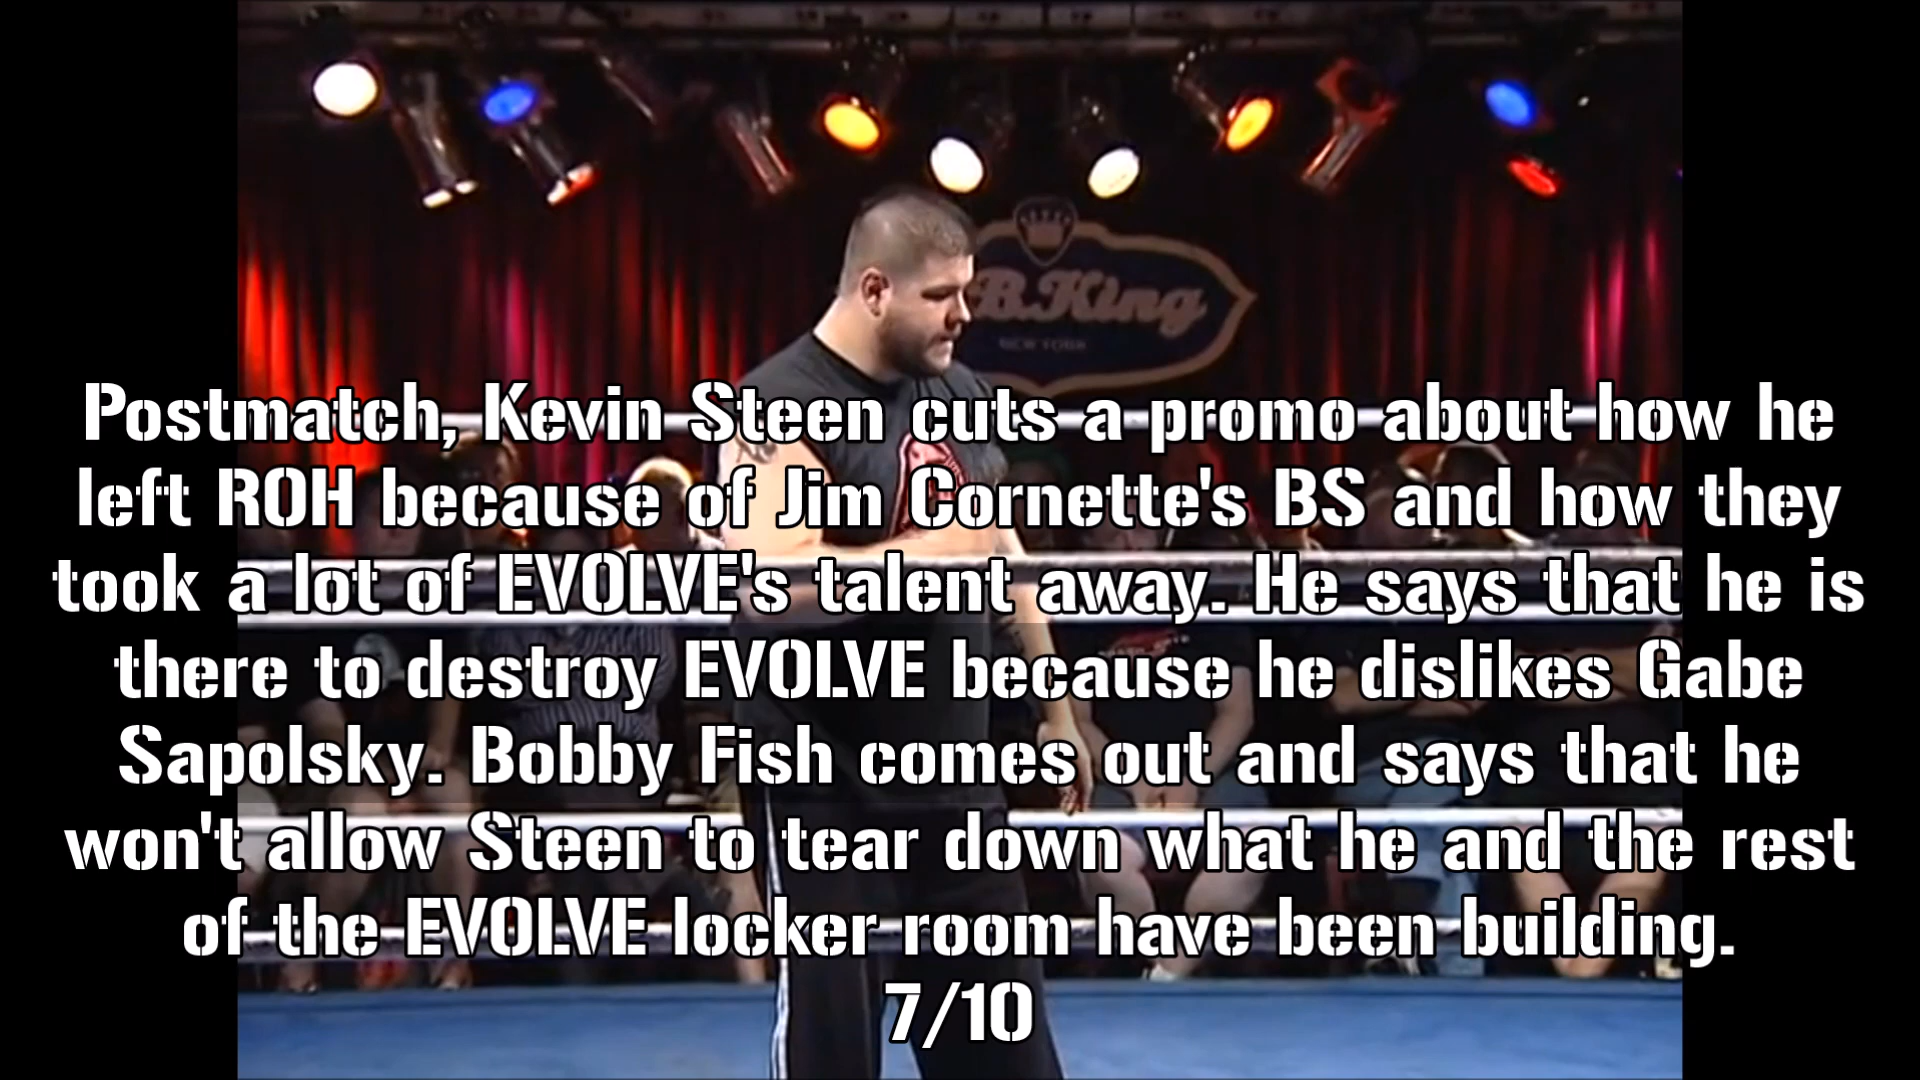 B.King
NEW YORK
Postmatch, Kevin Steen cuts a promo about how he
left ROH because of Jim Cornette's BS and how they
took a lot of EVOLVE's talent away. He says that he is
there to destroy EVOLVE because he dislikes Gabe
Sapolsky. Bobby Fish comes out and says that he
won't allow Steen to tear down what he and the rest
of the EVOLVE locker room have been building.
7/10